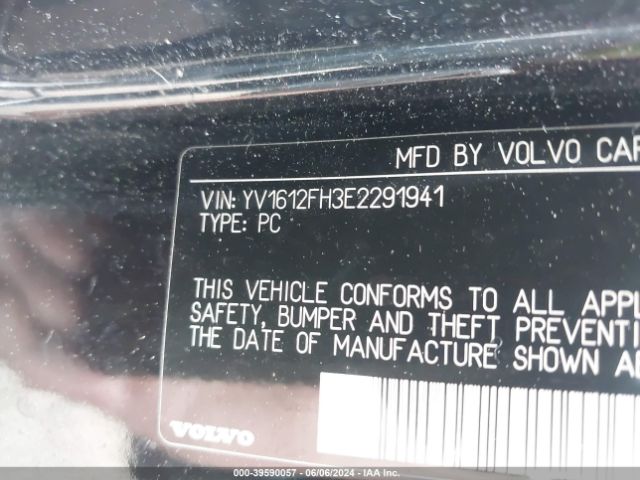 MFD BY VOLVO CAR
VIN: YV1612FH3E2291941
TYPE: PC
THIS VEHICLE CONFORMS TO ALL APPL
SAFETY, BUMPER AND THEFT PREVENTI
THE DATE OF MANUFACTURE SHOWN AB
VOLVO
000-39590057 - 06/06/2024 - IAA Inc.